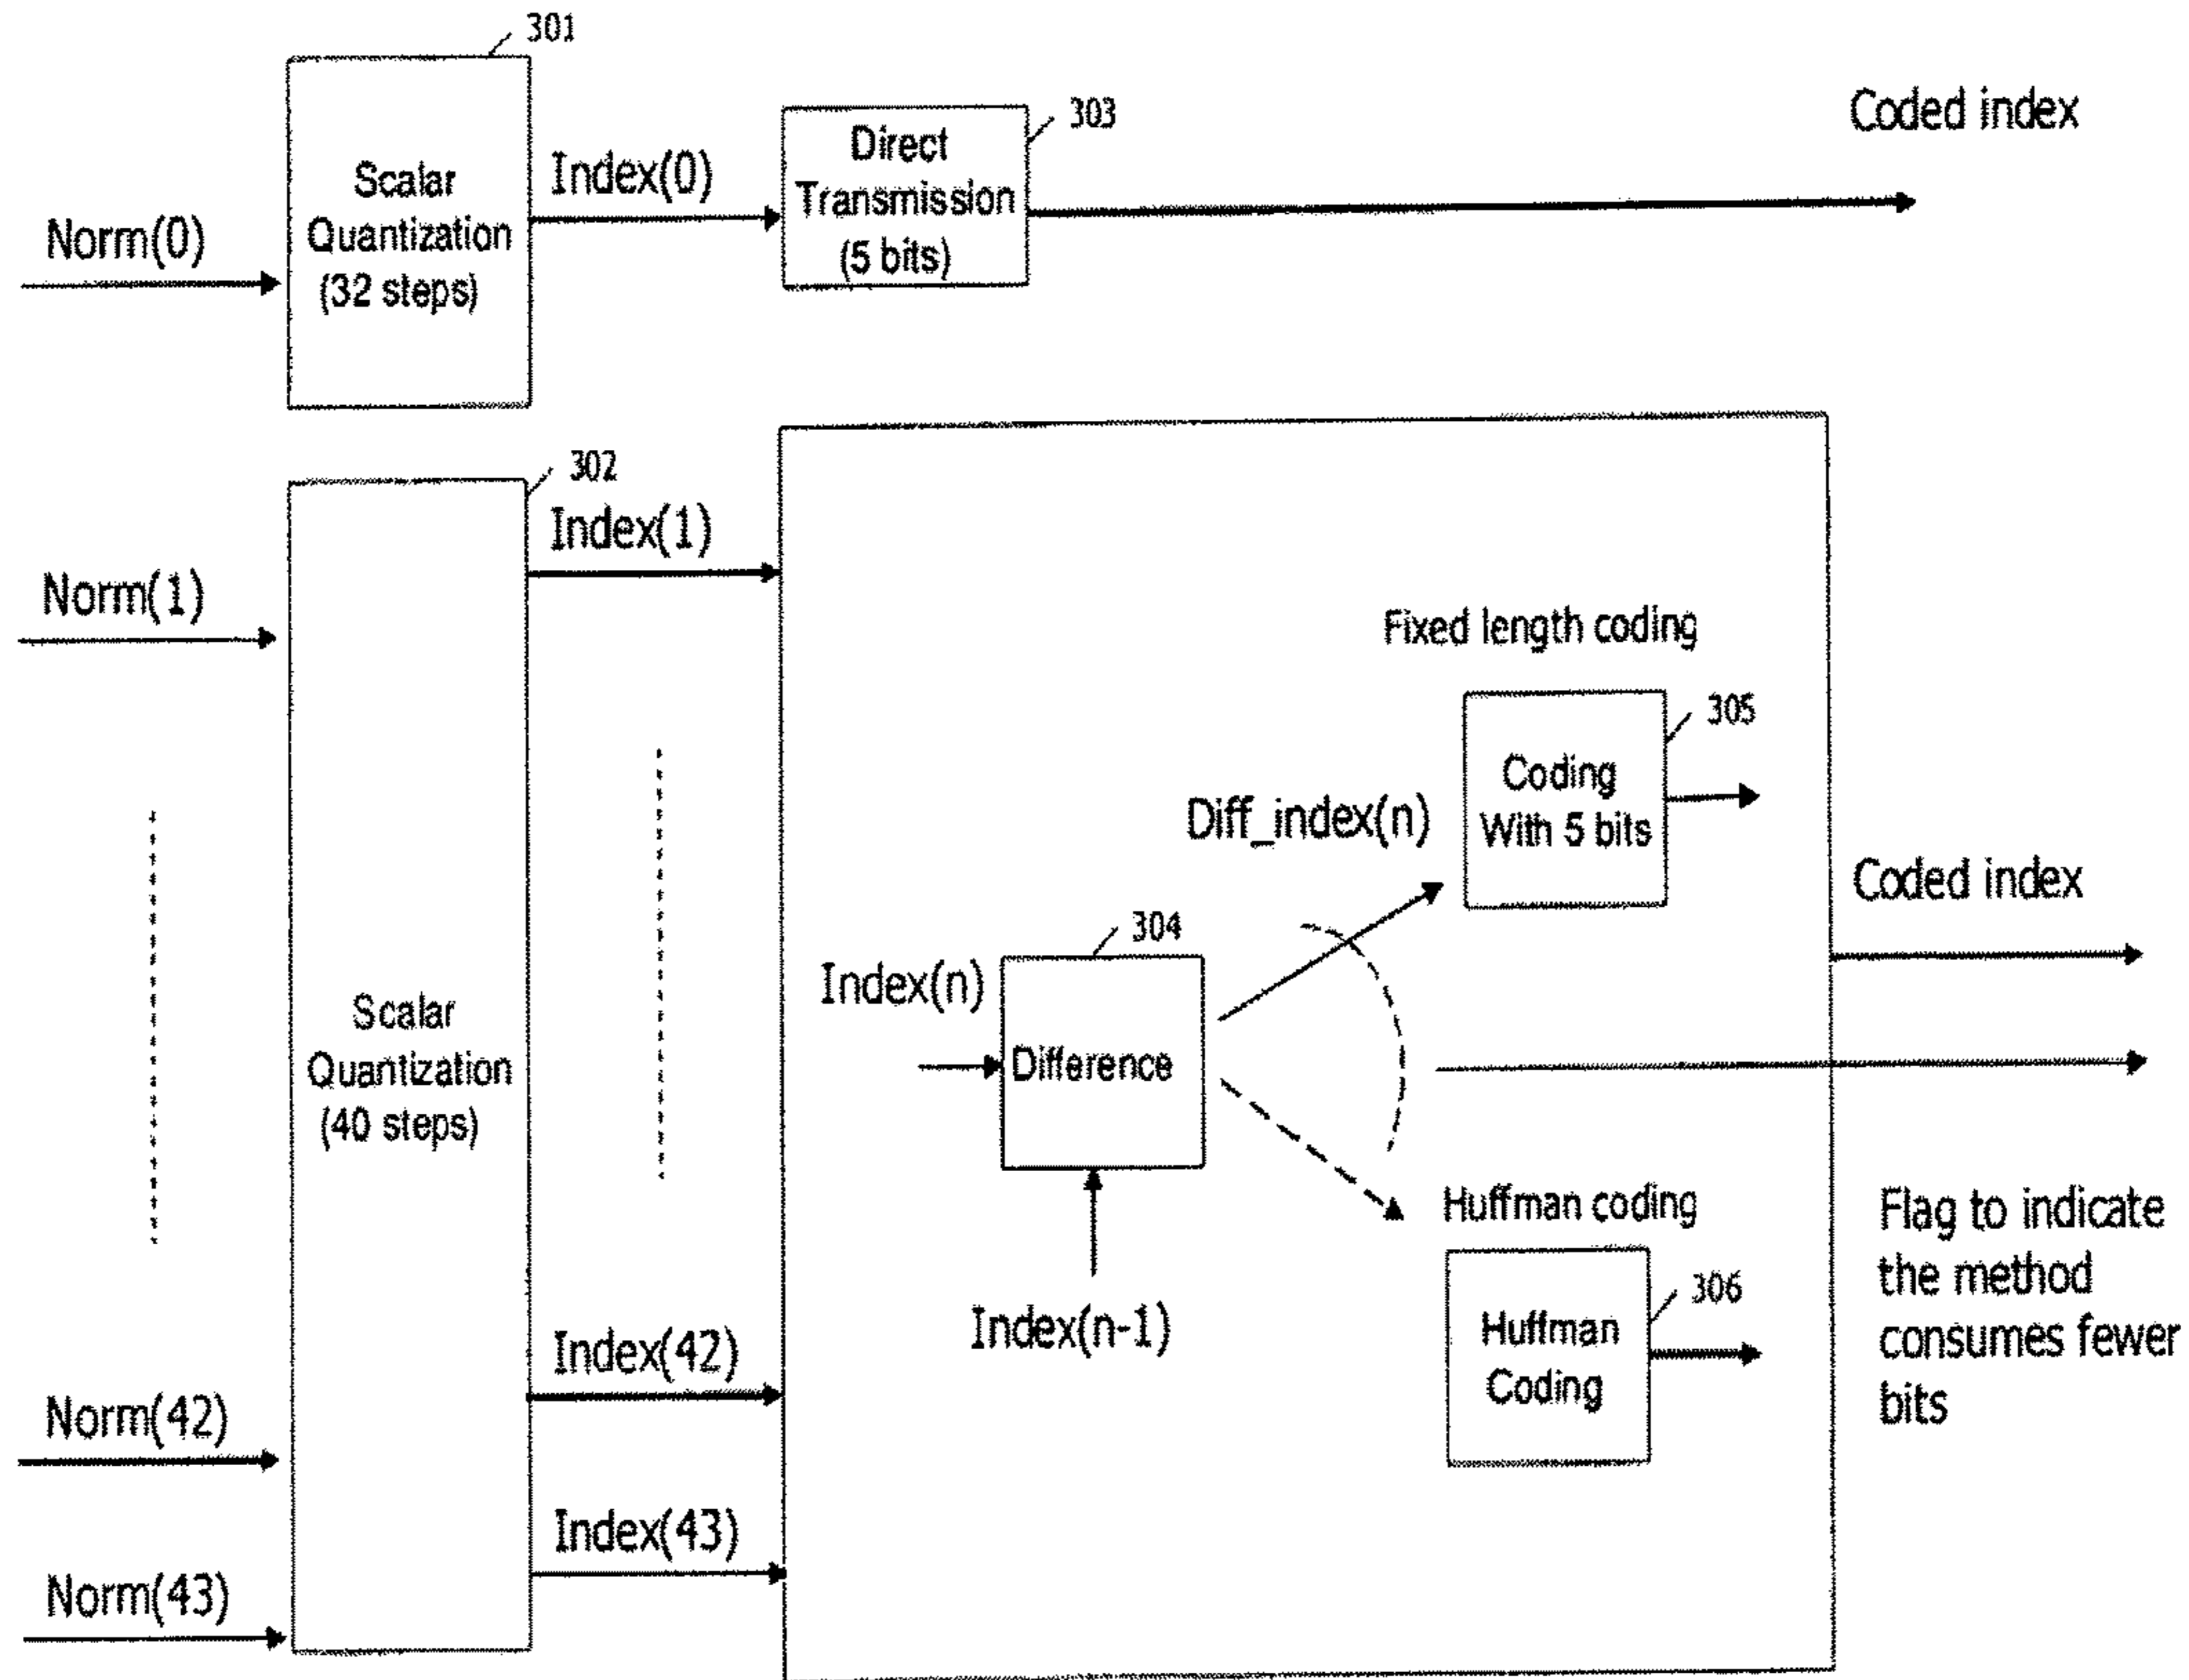 301
303
Coded index
Direct
Transmission
(5 bits)
Index(0)
Scalar
Quantization
(32 steps)
Norm(0)
302
Index(1)
Norm(1)
Fixed length coding
305
Coding
With 5 bits
Diff_index(n)
Coded index
304
Index(n)
Difference
Scalar
Quantization
(40 steps)
Index(n-1)
Huffman coding
306
Huffman
Coding
Flag to indicate
the method
consumes fewer
bits
Index(42)
Norm(42)
Index(43)
Norm(43)